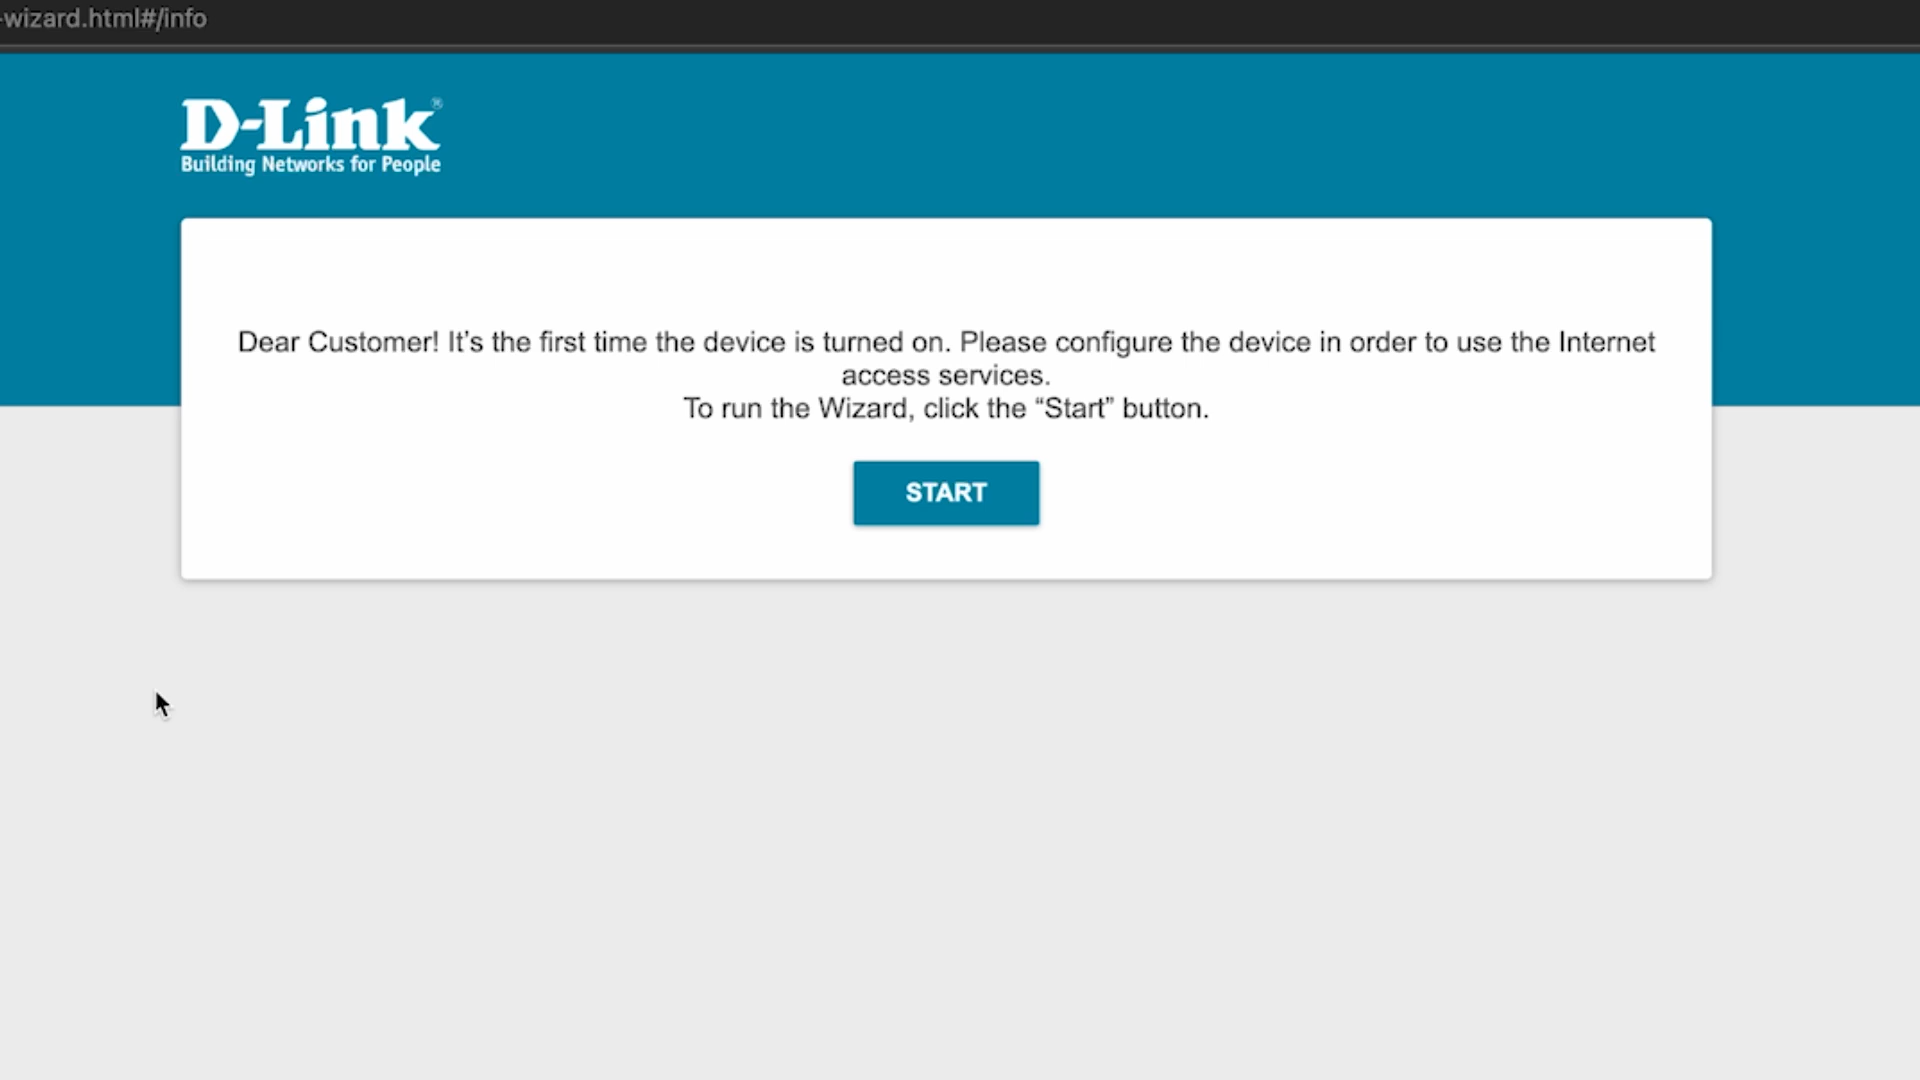 -wizard.html#/info
D-Link®
Building Networks for People
Dear Customer! It’s the first time the device is turned on. Please configure the device in order to use the Internet
access services.
To run the Wizard, click the “Start” button.
START